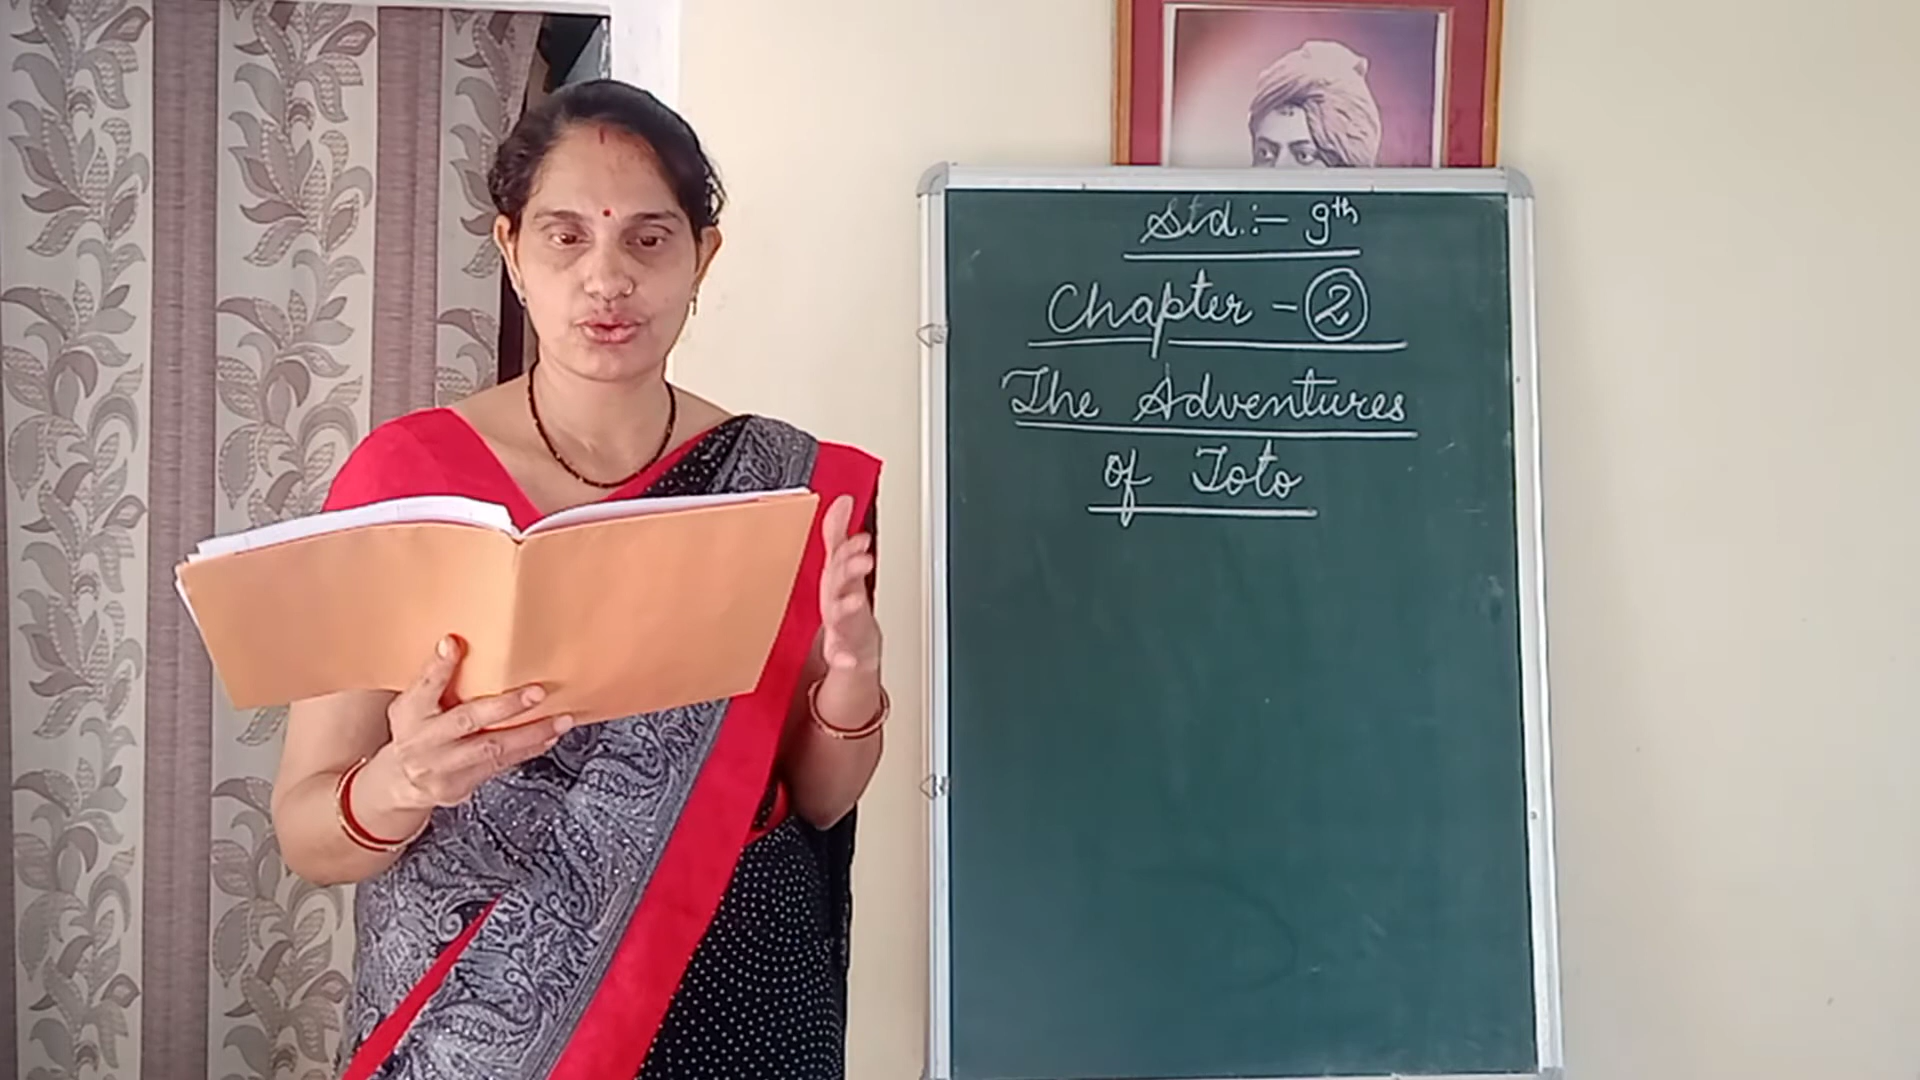 Std.:- 9th
Chapter - 2
The Adventures
of Toto